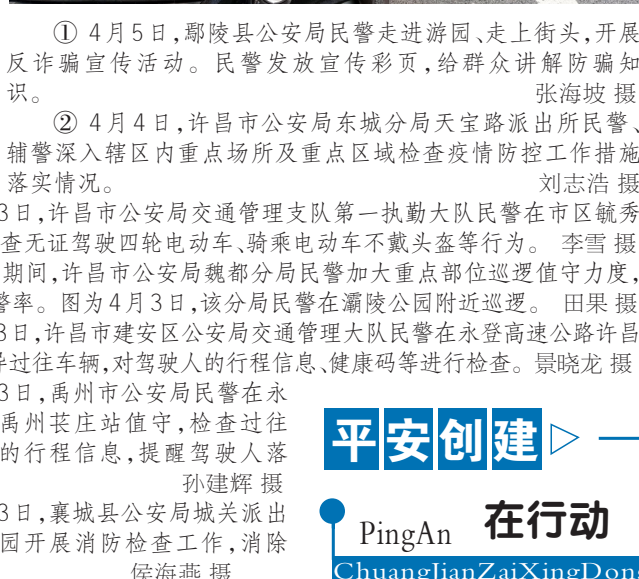 ① 4月5日,鄢陵县公安局民警走进游园、走上街头,开展
反诈骗宣传活动。民警发放宣传彩页,给群众讲解防骗知
识。 张海坡 摄
② 4月4日,许昌市公安局东城分局天宝路派出所民警、
辅警深入辖区内重点场所及重点区域检查疫情防控工作措施
落实情况。 刘志浩 摄
3日,许昌市公安局交通管理支队第一执勤大队民警在市区毓秀
查无证驾驶四轮电动车、骑乘电动车不戴头盔等行为。 李雪 摄
期间,许昌市公安局魏都分局民警加大重点部位巡逻值守力度,
警率。图为4月3日,该分局民警在灞陵公园附近巡逻。 田果 摄
3日,许昌市建安区公安局交通管理大队民警在永登高速公路许昌
导过往车辆,对驾驶人的行程信息、健康码等进行检查。景晓龙 摄
3日,禹州市公安局民警在永
禹州苌庄站值守,检查过往
的行程信息,提醒驾驶人落
孙建辉 摄
3日,襄城县公安局城关派出
园开展消防检查工作,消除
侯海燕 摄
平安创建
PingAn 在行动
ChuangJianZaiXingDong